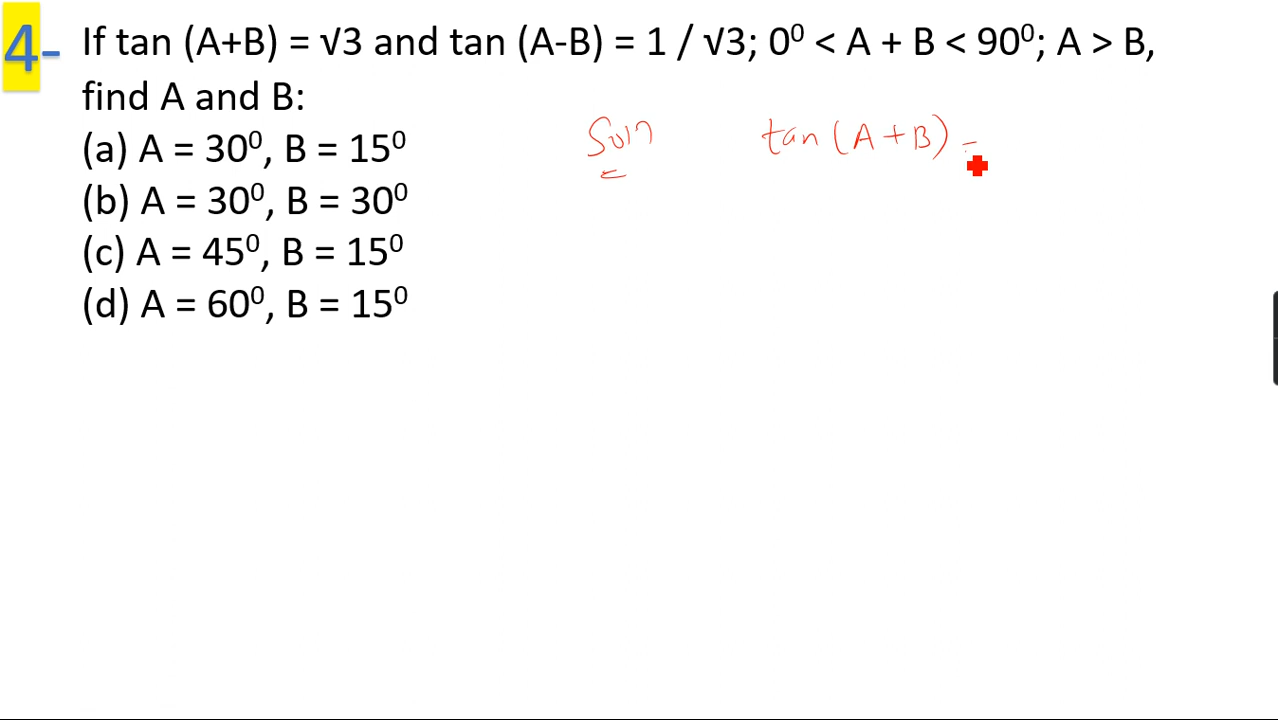 4- If tan (A+B) = √3 and tan (A-B) = 1 / √3; 0⁰ < A + B < 90⁰; A > B,
find A and B:
(a) A = 30⁰, B = 15⁰
(b) A = 30⁰, B = 30⁰
(c) A = 45⁰, B = 15⁰
(d) A = 60⁰, B = 15⁰
Soln tan (A + B) =